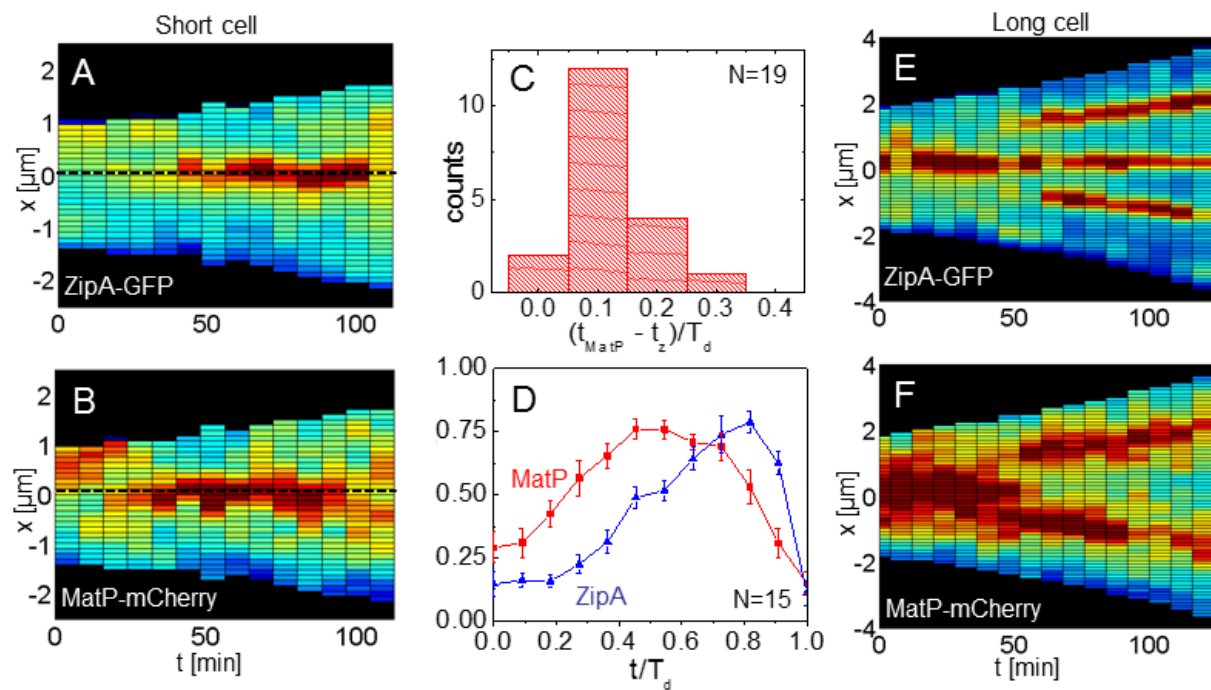 Short cell
A
2
1
0
-1
-2
x [µm]
ZipA-GFP
0
50
100
B
2
1
0
-1
-2
x [µm]
MatP-mCherry
0
50
100
t [min]
C
N=19
10
5
0
counts
0.0
0.1
0.2
0.3
0.4
(t_MatP - t_z)/T_d
D
1.00
0.75
0.50
0.25
0.00
MatP
ZipA
N=15
0.0
0.2
0.4
0.6
0.8
1.0
t/T_d
Long cell
E
4
2
0
-2
-4
x [µm]
ZipA-GFP
0
50
100
F
4
2
0
-2
-4
x [µm]
MatP-mCherry
0
50
100
t [min]